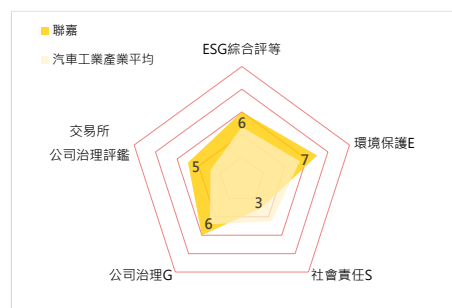 聯嘉
汽車工業產業平均
ESG綜合評等
6
環境保護E
7
交易所
公司治理評鑑
5
3
6
公司治理G
社會責任S